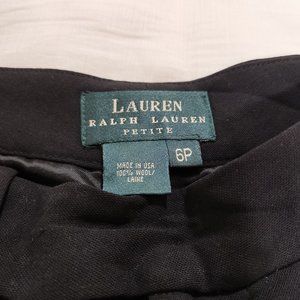 LAUREN
RALPH LAUREN
PETITE
6P
MADE IN USA
100% WOOL/
LAINE